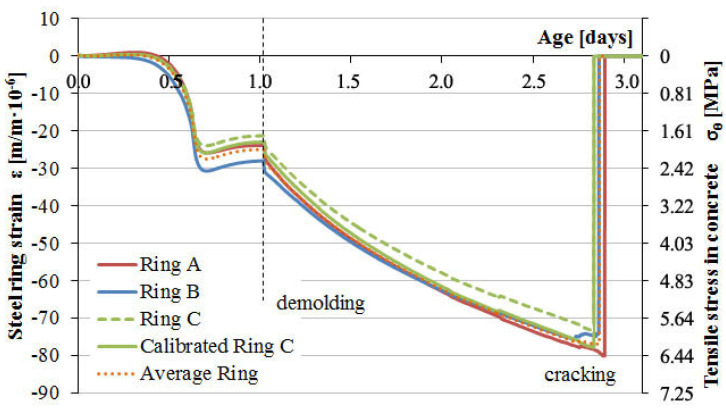 10
0
-10
-20
-30
-40
-50
-60
-70
-80
-90
Steel ring strain ε [m/m·10⁻⁶]
Age [days]
0.0 0.5 1.0 1.5 2.0 2.5 3.0
0
0.81
1.61
2.42
3.22
4.03
4.83
5.64
6.44
7.25
Tensile stress in concrete σθ [MPa]
Ring A
Ring B
Ring C
Calibrated Ring C
Average Ring
demolding
cracking